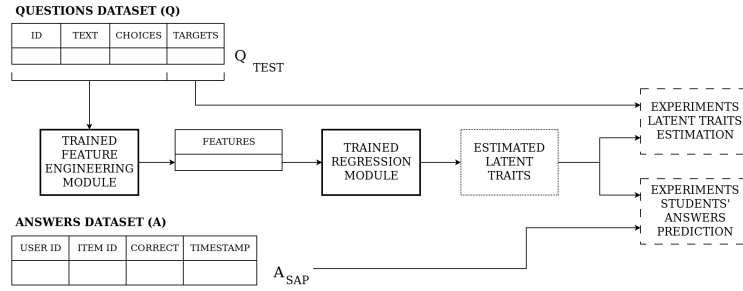 QUESTIONS DATASET (Q)
ID TEXT CHOICES TARGETS
Q TEST
TRAINED
FEATURE
ENGINEERING
MODULE
FEATURES
TRAINED
REGRESSION
MODULE
ESTIMATED
LATENT
TRAITS
EXPERIMENTS
LATENT TRAITS
ESTIMATION
EXPERIMENTS
STUDENTS'
ANSWERS
PREDICTION
ANSWERS DATASET (A)
USER ID ITEM ID CORRECT TIMESTAMP
A SAP